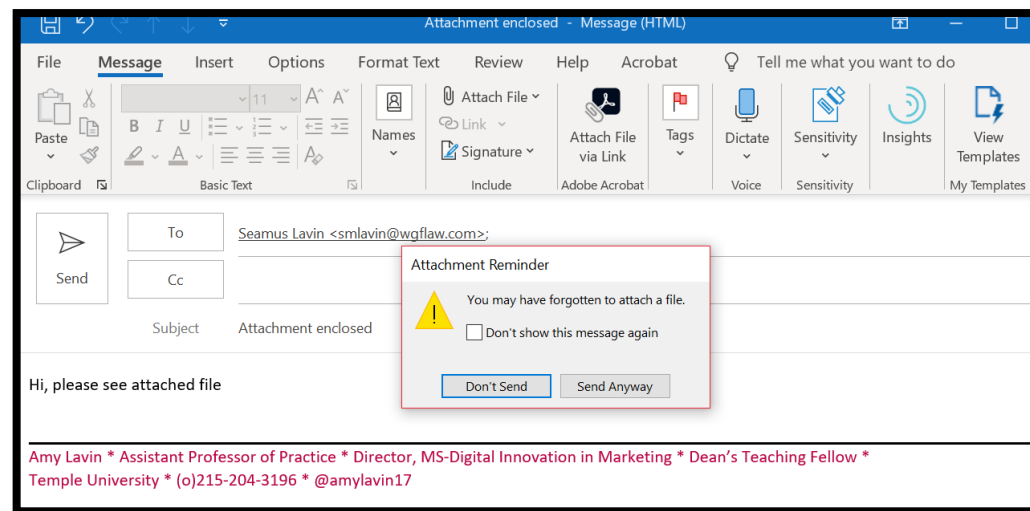 Attachment enclosed - Message (HTML)
File Message Insert Options Format Text Review Help Acrobat Tell me what you want to do
Paste
Clipboard
11
A^ Aˇ
B I U
A
A
Basic Text
Names
Attach File
Link
Signature
Include
Attach File
via Link
Adobe Acrobat
Tags
Dictate
Voice
Sensitivity
Sensitivity
Insights
View
Templates
My Templates
Send
To
Seamus Lavin <smlavin@wgflaw.com>;
Cc
Subject
Attachment enclosed
Attachment Reminder
You may have forgotten to attach a file.
Don't show this message again
Don't Send
Send Anyway
Hi, please see attached file
Amy Lavin * Assistant Professor of Practice * Director, MS-Digital Innovation in Marketing * Dean's Teaching Fellow *
Temple University * (o)215-204-3196 * @amylavin17